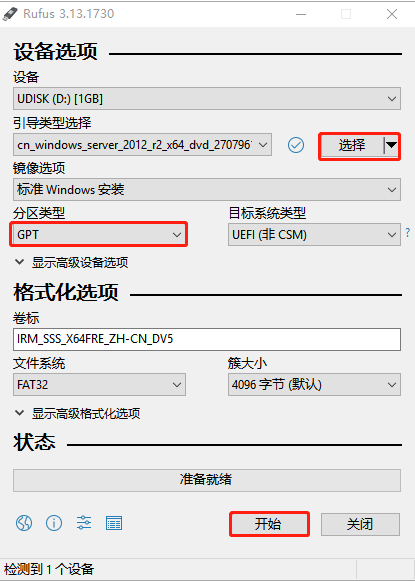 Rufus 3.13.1730
设备选项
设备
UDISK (D:) [1GB]
引导类型选择
cn_windows_server_2012_r2_x64_dvd_270796
选择
镜像选项
标准 Windows 安装
分区类型
目标系统类型
GPT
UEFI (非 CSM)
?
显示高级设备选项
格式化选项
卷标
IRM_SSS_X64FRE_ZH-CN_DV5
文件系统
簇大小
FAT32
4096 字节 (默认)
显示高级格式化选项
状态
准备就绪
开始
关闭
检测到 1 个设备